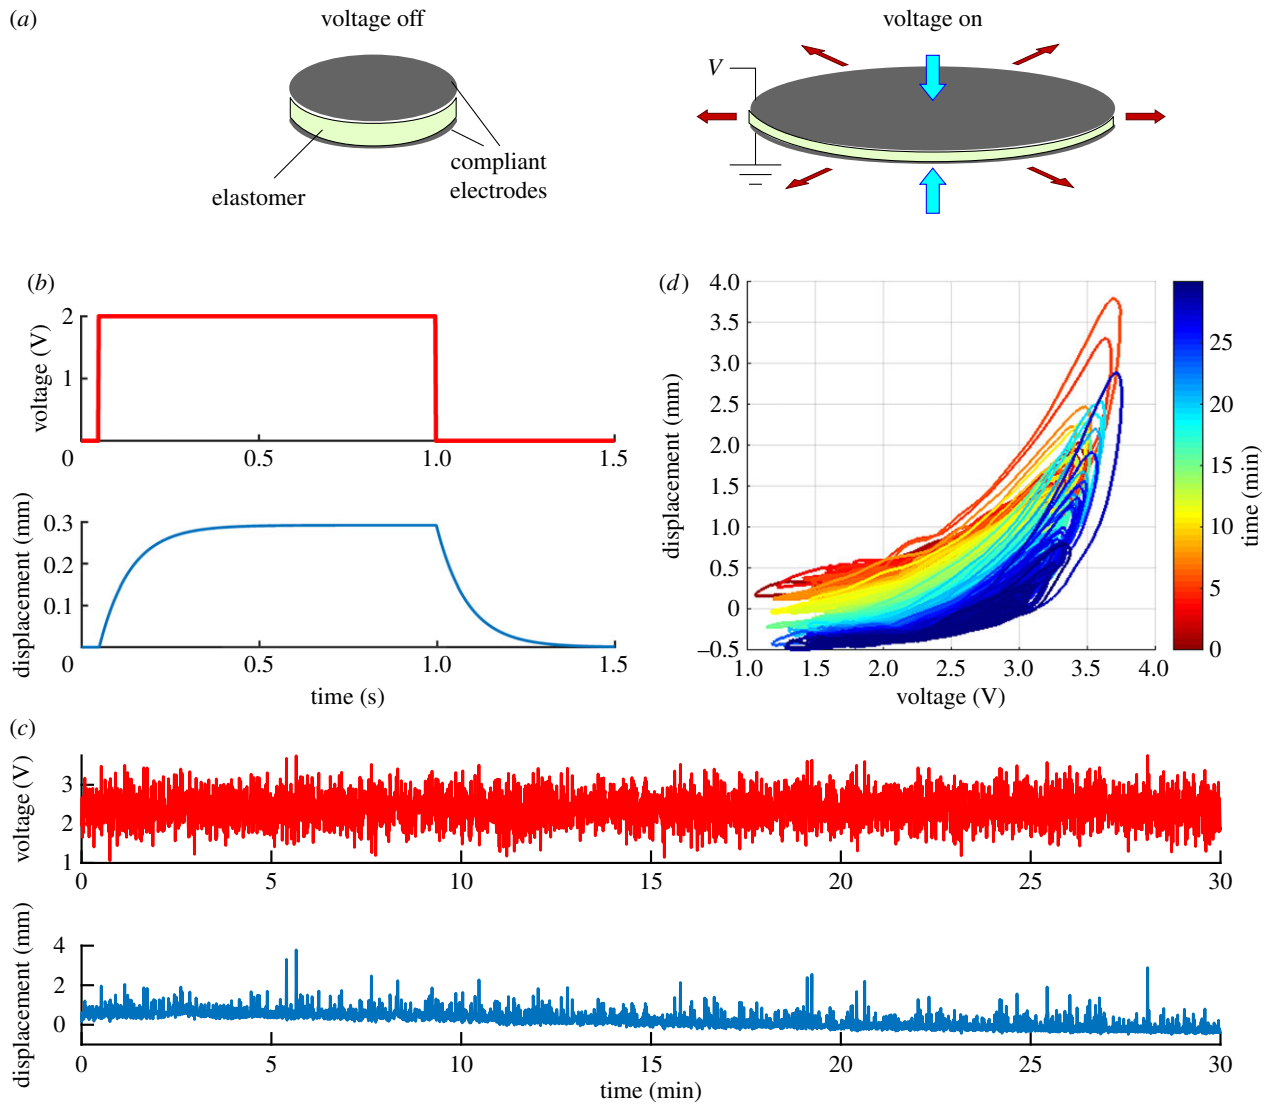 (a)
voltage off
voltage on
V
elastomer
compliant
electrodes
(b)
voltage (V)
2
1
0
0.5
1.0
1.5
displacement (mm)
0.3
0.2
0.1
0
0.5
1.0
1.5
time (s)
(d)
displacement (mm)
4.0
3.5
3.0
2.5
2.0
1.5
1.0
0.5
0
–0.5
1.0
1.5
2.0
2.5
3.0
3.5
4.0
voltage (V)
25
20
15
10
5
0
time (min)
(c)
voltage (V)
3
2
1
0
5
10
15
20
25
30
displacement (mm)
4
2
0
0
5
10
15
20
25
30
time (min)